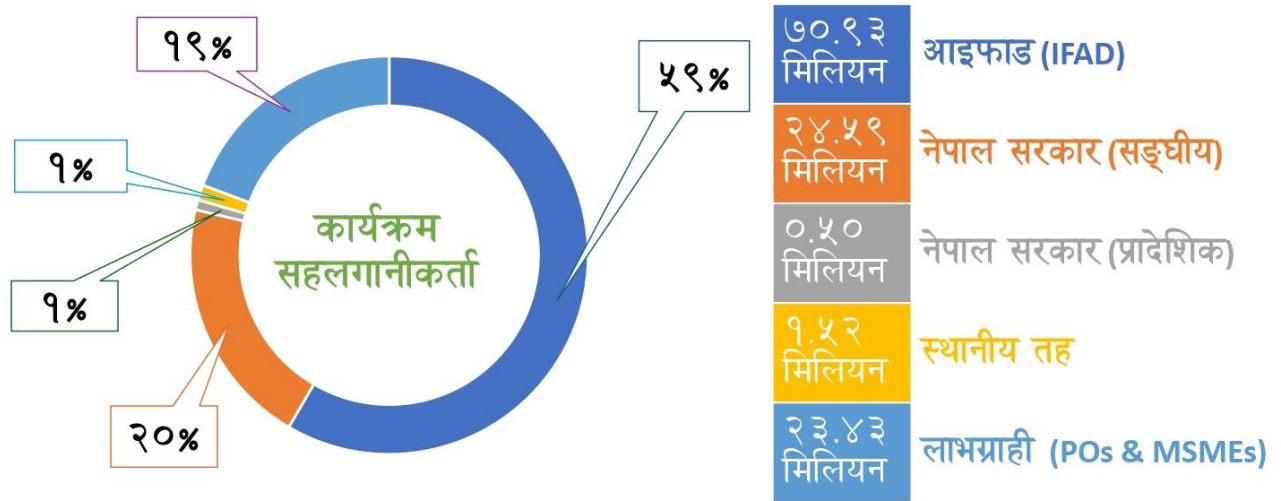 १९%
५९%
१%
१%
२०%
कार्यक्रम
सहलगानीकर्ता
७०.९३
मिलियन
आइफाड (IFAD)
२४.५९
मिलियन
नेपाल सरकार (सङ्घीय)
०.५०
मिलियन
नेपाल सरकार (प्रादेशिक)
१.५२
मिलियन
स्थानीय तह
२३.४३
मिलियन
लाभग्राही (POs & MSMEs)